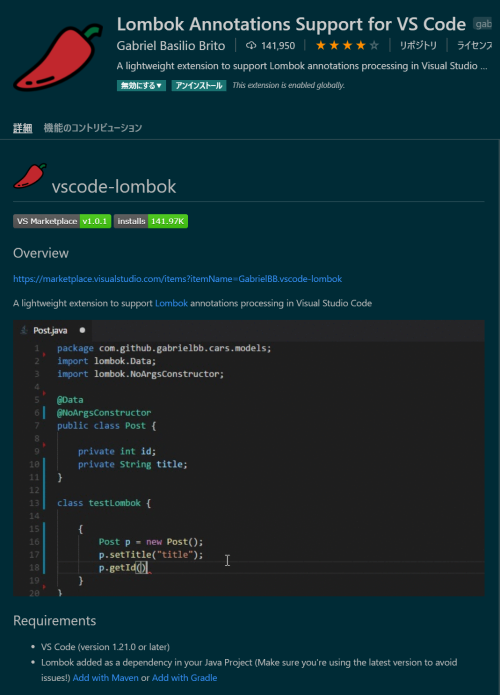 Lombok Annotations Support for VS Code gab
Gabriel Basilio Brito 141,950 リポジトリ ライセンス
A lightweight extension to support Lombok annotations processing in Visual Studio ...
無効にする▼ アンインストール This extension is enabled globally.
詳細 機能のコントリビューション
vscode-lombok
VS Marketplace v1.0.1 installs 141.97K
Overview
https://marketplace.visualstudio.com/items?itemName=GabrielBB.vscode-lombok
A lightweight extension to support Lombok annotations processing in Visual Studio Code
Post.java ●
1 package com.github.gabrielbb.cars.models;
2 import lombok.Data;
3 import lombok.NoArgsConstructor;
4
5 @Data
6 @NoArgsConstructor
7 public class Post {
8
9 private int id;
10 private String title;
11 }
12
13 class testLombok {
14
15 {
16 Post p = new Post();
17 p.setTitle("title");
18 p.getId()
19 }
20 }
Requirements
• VS Code (version 1.21.0 or later)
• Lombok added as a dependency in your Java Project (Make sure you're using the latest version to avoid
issues!) Add with Maven or Add with Gradle